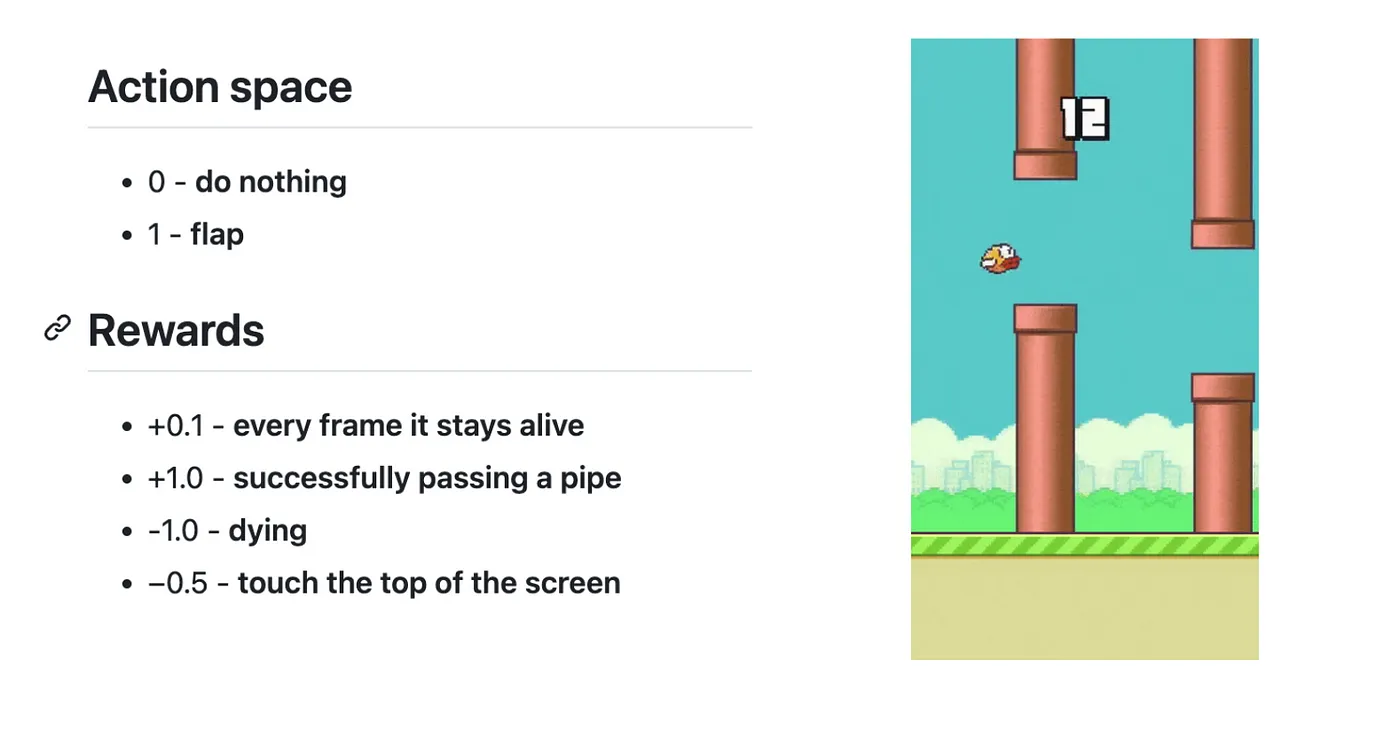 Action space
• 0 - do nothing
• 1 - flap
Rewards
• +0.1 - every frame it stays alive
• +1.0 - successfully passing a pipe
• -1.0 - dying
• −0.5 - touch the top of the screen
12